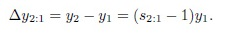 Δy₂:₁ = y₂ − y₁ = (s₂:₁ − 1)y₁.